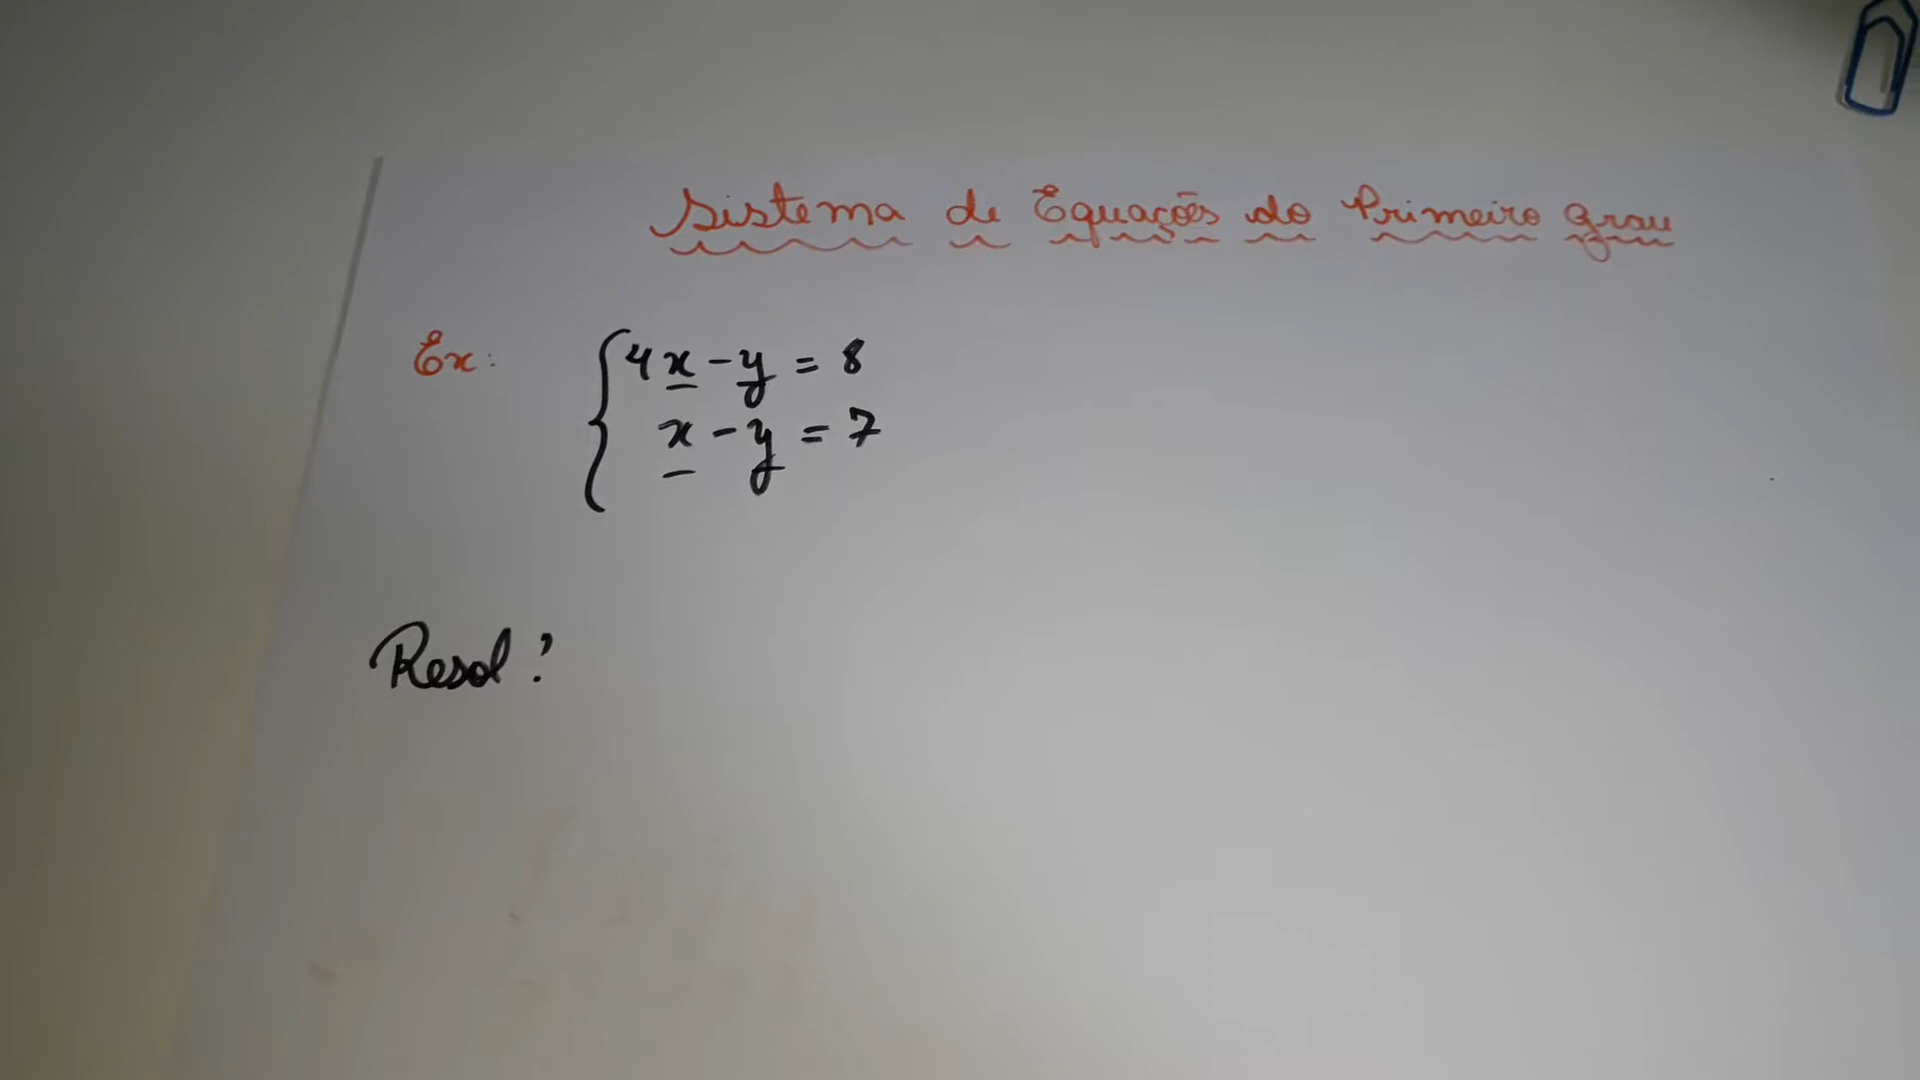 Sistema de Equações do Primeiro grau
Ex: 4x - y = 8
x - y = 7
Resol: